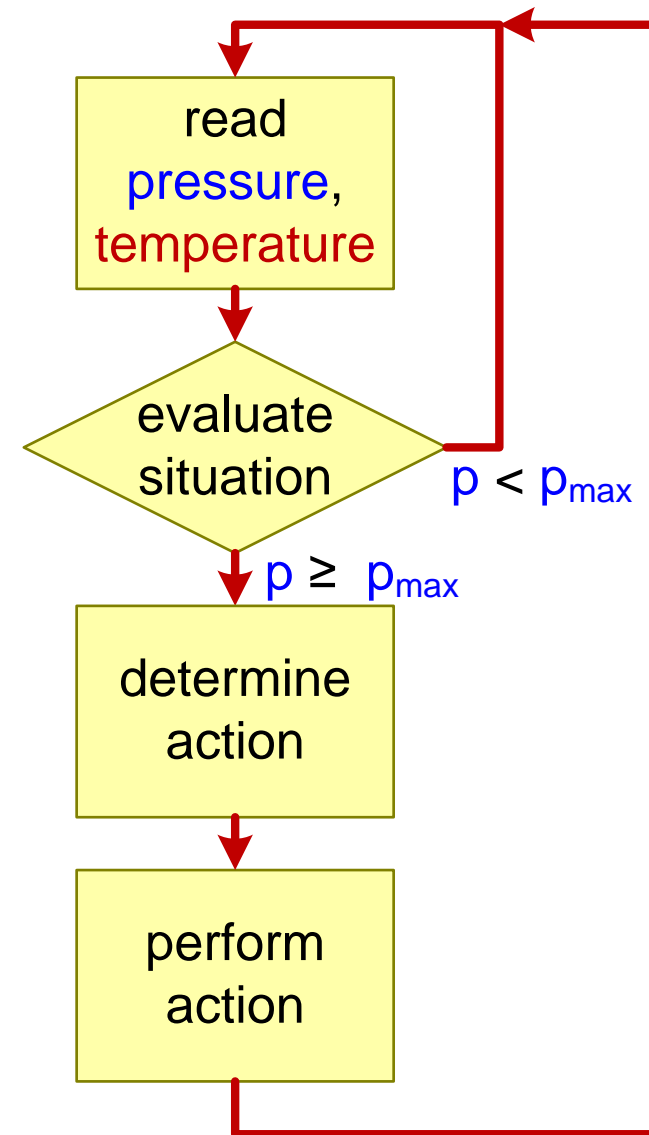 read
pressure,
temperature
evaluate
situation
p < pmax
p ≥ pmax
determine
action
perform
action